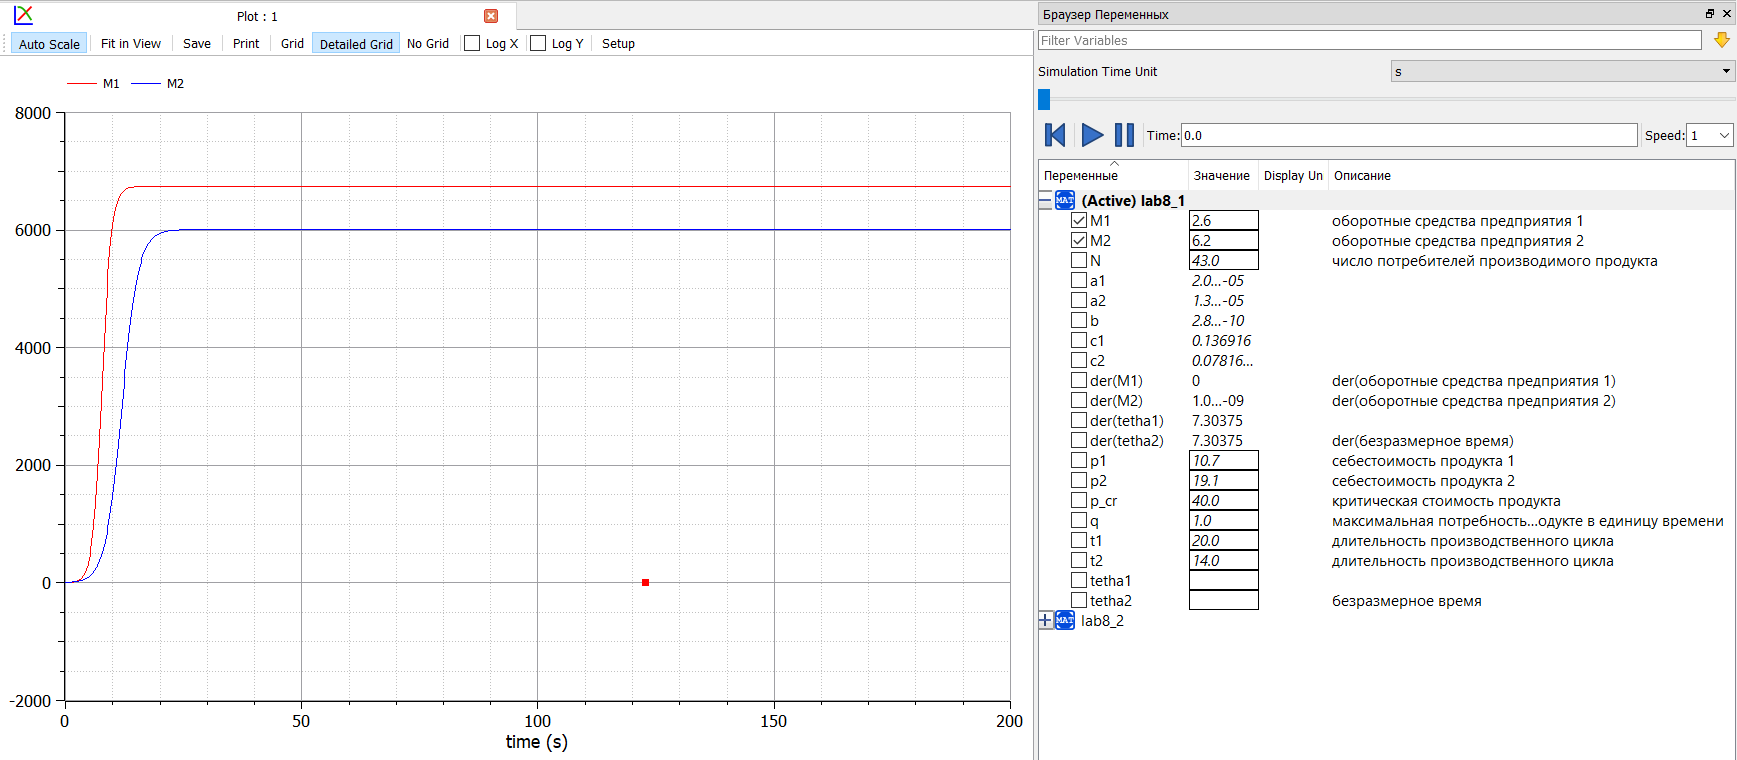 Plot : 1
Auto Scale Fit in View Save Print Grid Detailed Grid No Grid Log X Log Y Setup
M1 M2
8000
6000
4000
2000
0
-2000
0 50 100 150 200
time (s)
Браузер Переменных
Filter Variables
Simulation Time Unit s
Time: 0.0 Speed: 1
Переменные Значение Display Un Описание
MAT (Active) lab8_1
M1 2.6 оборотные средства предприятия 1
M2 6.2 оборотные средства предприятия 2
N 43.0 число потребителей производимого продукта
a1 2.0...-05
a2 1.3...-05
b 2.8...-10
c1 0.136916
c2 0.07816...
der(M1) 0 der(оборотные средства предприятия 1)
der(M2) 1.0...-09 der(оборотные средства предприятия 2)
der(tetha1) 7.30375
der(tetha2) 7.30375 der(безразмерное время)
p1 10.7 себестоимость продукта 1
p2 19.1 себестоимость продукта 2
p_cr 40.0 критическая стоимость продукта
q 1.0 максимальная потребность...одукте в единицу времени
t1 20.0 длительность производственного цикла
t2 14.0 длительность производственного цикла
tetha1
tetha2 безразмерное время
MAT lab8_2